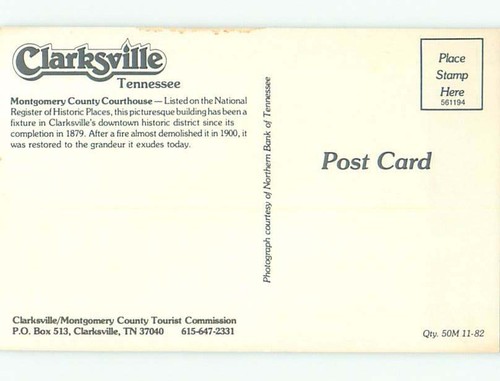 Clarksville
Tennessee
Montgomery County Courthouse — Listed on the National
Register of Historic Places, this picturesque building has been a
fixture in Clarksville's downtown historic district since its
completion in 1879. After a fire almost demolished it in 1900, it
was restored to the grandeur it exudes today.
Clarksville/Montgomery County Tourist Commission
P.O. Box 513, Clarksville, TN 37040 615-647-2331
Photograph courtesy of Northern Bank of Tennessee
Place
Stamp
Here
561194
Post Card
Qty. 50M 11-82